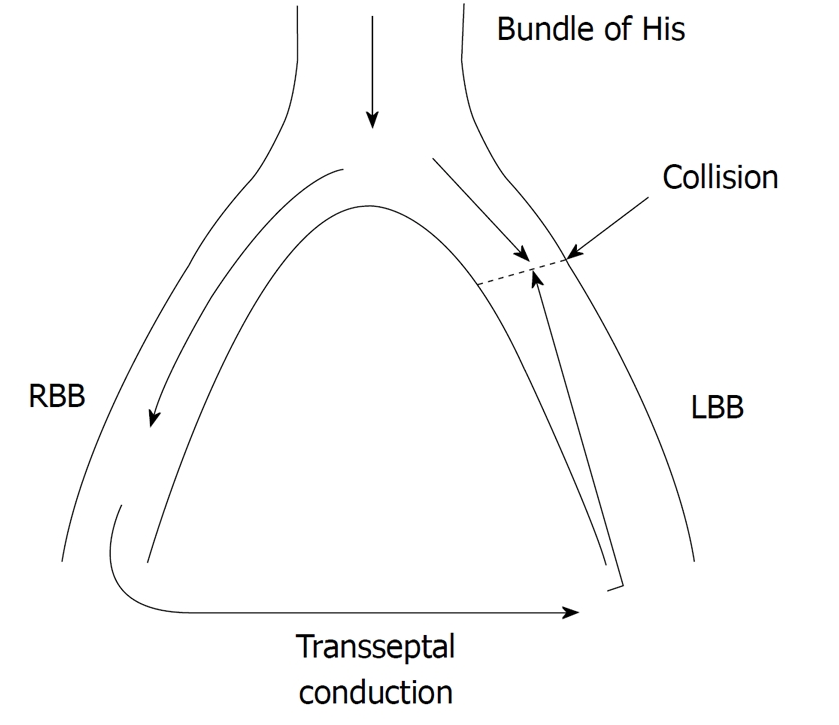 Bundle of His
Collision
RBB
LBB
Transseptal
conduction